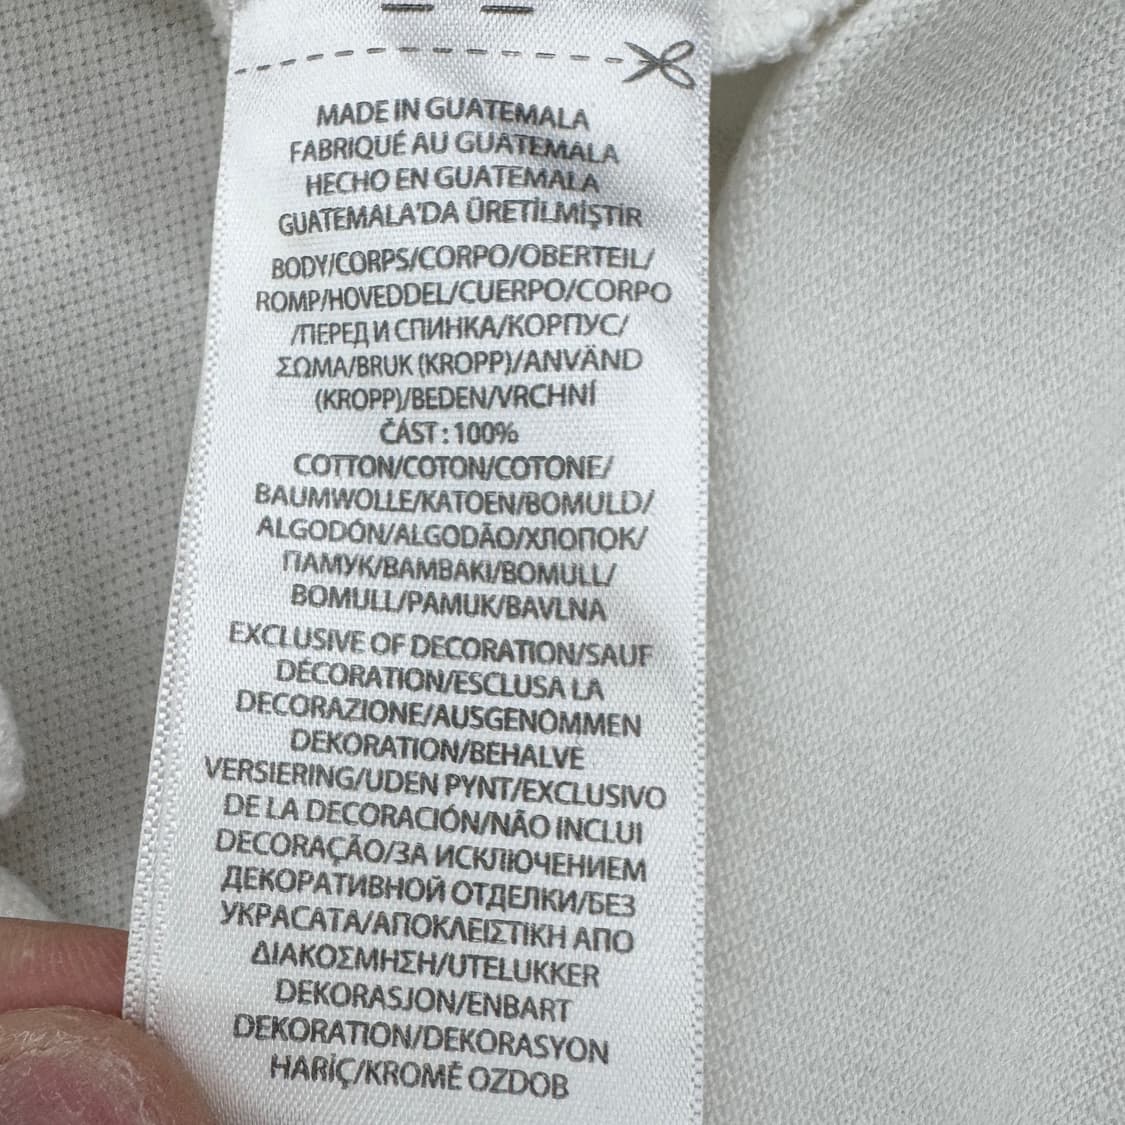 MADE IN GUATEMALA
FABRIQUÉ AU GUATEMALA
HECHO EN GUATEMALA
GUATEMALA'DA ÜRETİLMİŞTİR
BODY/CORPS/CORPO/OBERTEIL/
ROMP/HOVEDDEL/CUERPO/CORPO
/ПЕРЕД И СПИНКА/КОРПУС/
ΣΩΜΑ/BRUK (KROPP)/ANVÄND
(KROPP)/BEDEN/VRCHNÍ
ČÁST : 100%
COTTON/COTON/COTONE/
BAUMWOLLE/KATOEN/BOMULD/
ALGODÓN/ALGODÃO/ХЛОПОК/
ПАМУК/ΒΑΜΒΑΚΙ/BOMULL/
BOMULL/PAMUK/BAVLNA
EXCLUSIVE OF DECORATION/SAUF
DÉCORATION/ESCLUSA LA
DECORAZIONE/AUSGENOMMEN
DEKORATION/BEHALVE
VERSIERING/UDEN PYNT/EXCLUSIVO
DE LA DECORACIÓN/NÃO INCLUI
DECORAÇÃO/ЗА ИСКЛЮЧЕНИЕМ
ДЕКОРАТИВНОЙ ОТДЕЛКИ/БЕЗ
УКРАСАТА/ΑΠΟΚΛΕΙΣΤΙΚΗ ΑΠΟ
ΔΙΑΚΟΣΜΗΣΗ/UTELUKKER
DEKORASJON/ENBART
DEKORATION/DEKORASYON
HARİÇ/KROMĚ OZDOB